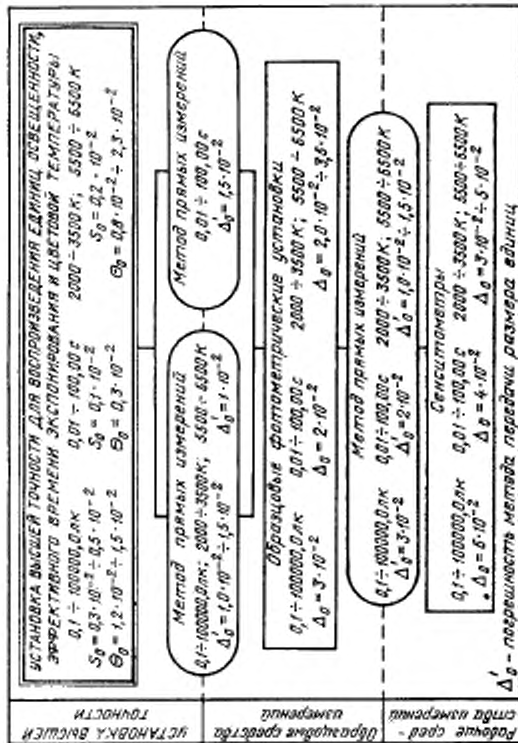 УСТАНОВКА ВЫСШЕЙ ТОЧНОСТИ
УСТАНОВКА ВЫСШЕЙ ТОЧНОСТИ ДЛЯ ВОСПРОИЗВЕДЕНИЯ ЕДИНИЦ ОСВЕЩЕННОСТИ,
ЭФФЕКТИВНОГО ВРЕМЕНИ ЭКСПОНИРОВАНИЯ И ЦВЕТОВОЙ ТЕМПЕРАТУРЫ
0,1 ÷ 100000,0 лк 0,01 ÷ 100,00 с 2000 ÷ 3500 К; 5500 ÷ 6500 К
S₀ = 0,3·10⁻² ÷ 0,5·10⁻² S₀ = 0,1·10⁻² S₀ = 0,2·10⁻²
Θ₀ = 1,2·10⁻² ÷ 1,5·10⁻² Θ₀ = 0,3·10⁻² Θ₀ = 0,8·10⁻² ÷ 2,3·10⁻²
Метод прямых измерений
0,1 ÷ 100000,0 лк; 2000 ÷ 3500 К; 5500 ÷ 6500 К
Δ'₀ = 1,0·10⁻² ÷ 1,5·10⁻² Δ'₀ = 1·10⁻²
Метод прямых измерений
0,01 ÷ 100,00 с
Δ'₀ = 1,5·10⁻²
Образцовые средства измерений
Образцовые фотометрические установки
0,1 ÷ 100000,0 лк 0,01 ÷ 100,00 с 2000 ÷ 3500 К; 5500 ÷ 6500 К
Δ₀ = 3·10⁻² Δ₀ = 2·10⁻² Δ₀ = 2,0·10⁻² ÷ 3,6·10⁻²
Метод прямых измерений
0,1 ÷ 100000,0 лк 0,01 ÷ 100,00 с 2000 ÷ 3500 К; 5500 ÷ 6500 К
Δ'₀ = 3·10⁻² Δ'₀ = 2·10⁻² Δ'₀ = 1,0·10⁻² ÷ 1,5·10⁻²
Рабочие сред-
ства измерений
Сенситометры
0,1 ÷ 100000,0 лк 0,01 ÷ 100,00 с 2000 ÷ 3500 К; 5500 ÷ 6500 К
Δ₀ = 6·10⁻² Δ₀ = 4·10⁻² Δ₀ = 3·10⁻² ÷ 5·10⁻²
Δ'₀ - погрешность метода передачи размера единиц